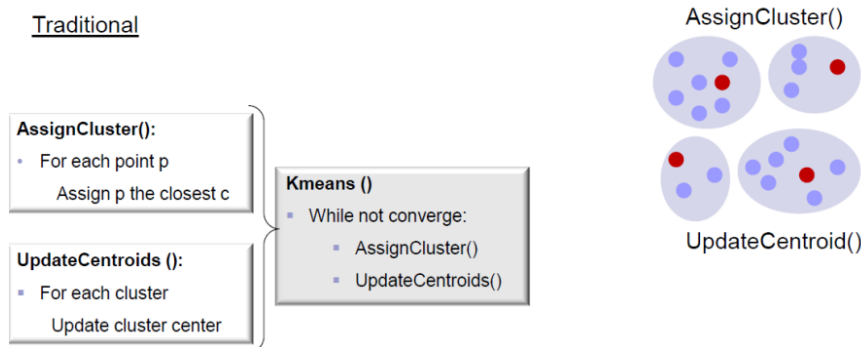 Traditional
AssignCluster():
• For each point p
Assign p the closest c
UpdateCentroids ():
▪ For each cluster
Update cluster center
Kmeans ()
▪ While not converge:
▪ AssignCluster()
▪ UpdateCentroids()
AssignCluster()
UpdateCentroid()